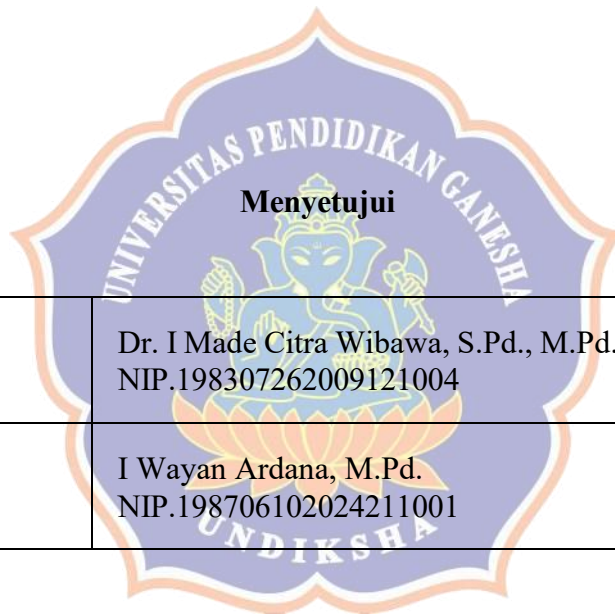 UNIVERSITAS PENDIDIKAN GANESHA
Menyetujui
Dr. I Made Citra Wibawa, S.Pd., M.Pd.
NIP.198307262009121004
I Wayan Ardana, M.Pd.
NIP.198706102024211001
UNDIKSHA